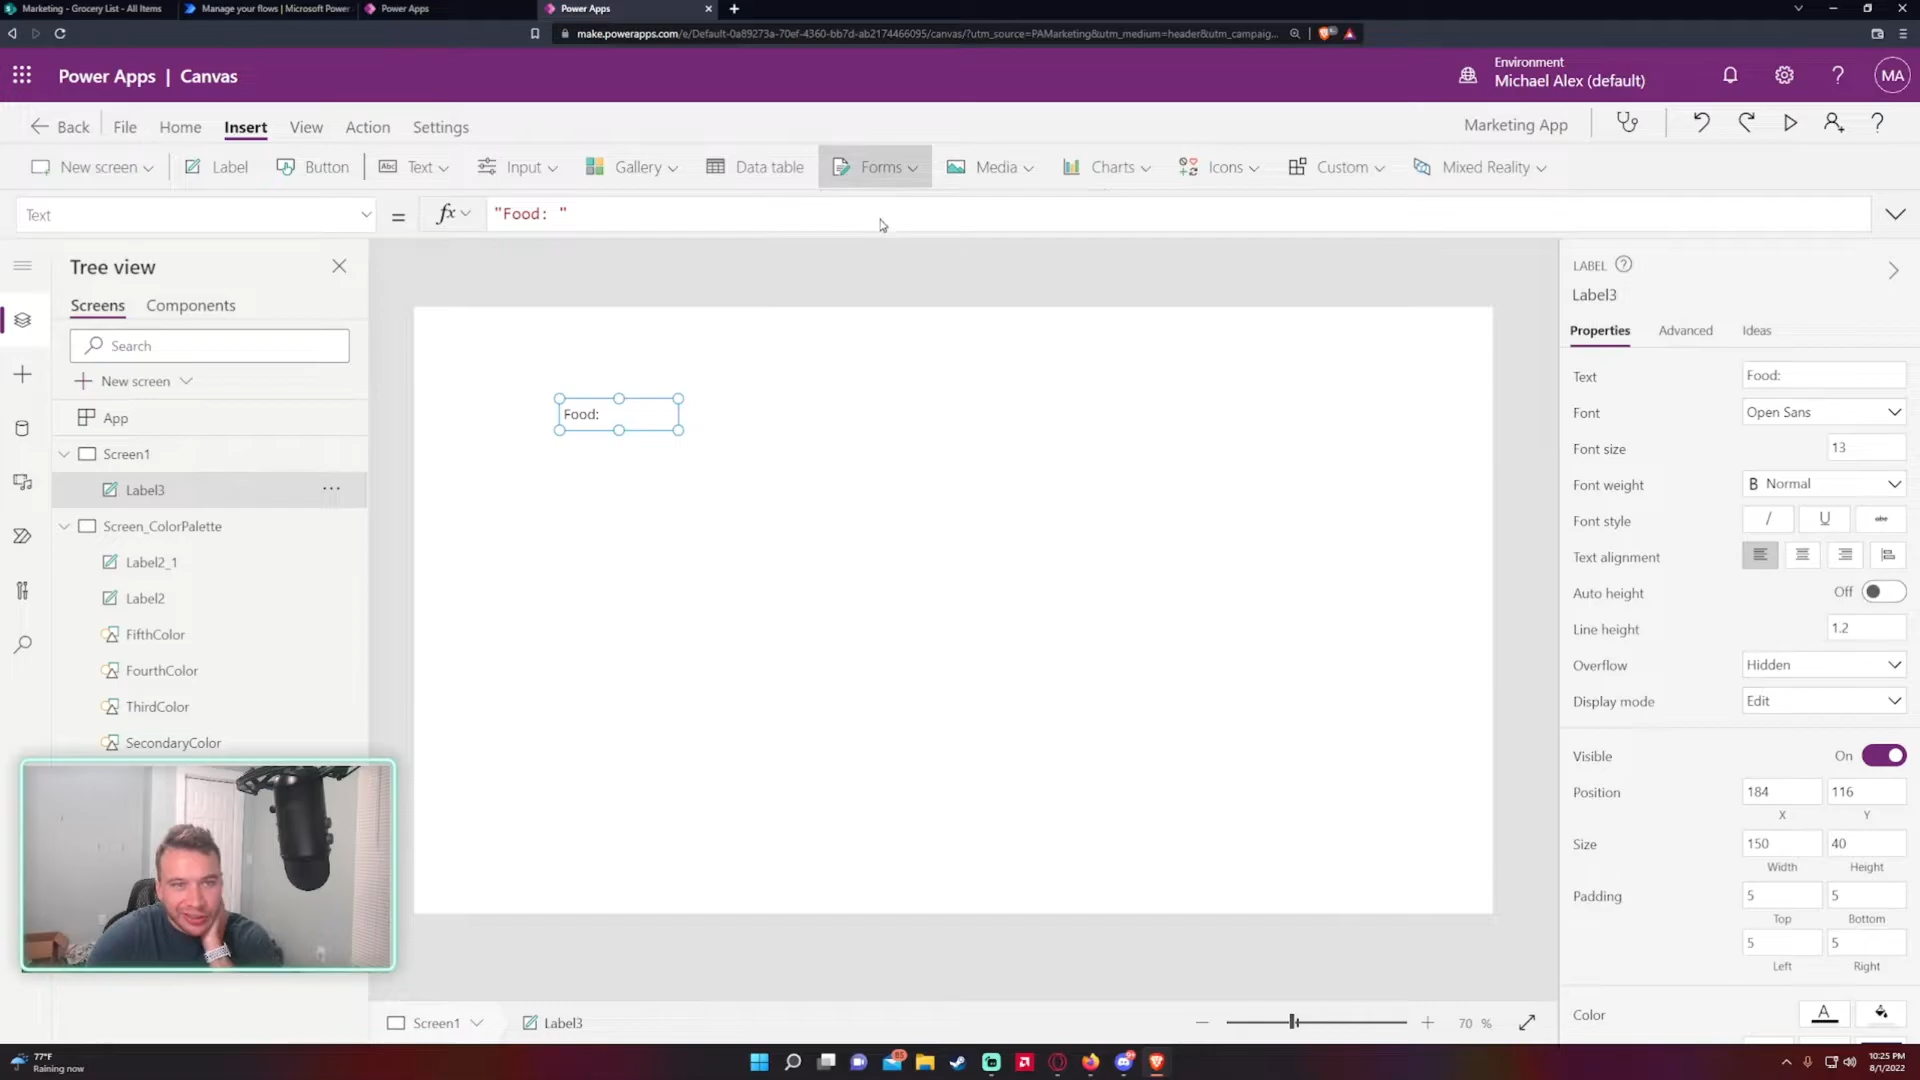 Marketing - Grocery List - All Items
Manage your flows | Microsoft Power
Power Apps
Power Apps
make.powerapps.com/e/Default-0a89273a-70ef-4360-bb7d-ab2174466095/canvas/?utm_source=PAMarketing&utm_medium=header&utm_campaig...
Power Apps | Canvas
Environment
Michael Alex (default)
MA
Back
File
Home
Insert
View
Action
Settings
Marketing App
New screen
Label
Button
Text
Input
Gallery
Data table
Forms
Media
Charts
Icons
Custom
Mixed Reality
Text
=
fx
"Food: "
Tree view
Screens
Components
Search
New screen
App
Screen1
Label3
Screen_ColorPalette
Label2_1
Label2
FifthColor
FourthColor
ThirdColor
SecondaryColor
Food:
LABEL
Label3
Properties
Advanced
Ideas
Text
Food:
Font
Open Sans
Font size
13
Font weight
B Normal
Font style
/
U
abc
Text alignment
Auto height
Off
Line height
1.2
Overflow
Hidden
Display mode
Edit
Visible
On
Position
184
116
X
Y
Size
150
40
Width
Height
Padding
5
5
Top
Bottom
5
5
Left
Right
Color
A
Screen1
Label3
70 %
77°F
Raining now
85
10:25 PM
8/1/2022